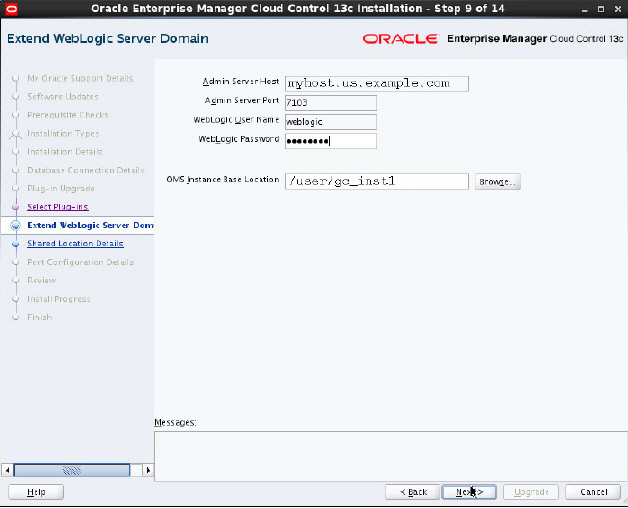 Oracle Enterprise Manager Cloud Control 13c Installation - Step 9 of 14
Extend WebLogic Server Domain
ORACLE Enterprise Manager Cloud Control 13c
My Oracle Support Details
Software Updates
Prerequisite Checks
Installation Types
Installation Details
Database Connection Details
Plug-in Upgrade
Select Plug-ins
Extend WebLogic Server Dom
Shared Location Details
Port Configuration Details
Review
Install Progress
Finish
Admin Server Host myhost.us.example.com
Admin Server Port 7103
WebLogic User Name weblogic
WebLogic Password ●●●●●●●●
OMS Instance Base Location /user/gc_inst1 Browse..
Messages:
Help < Back Next > Upgrade Cancel